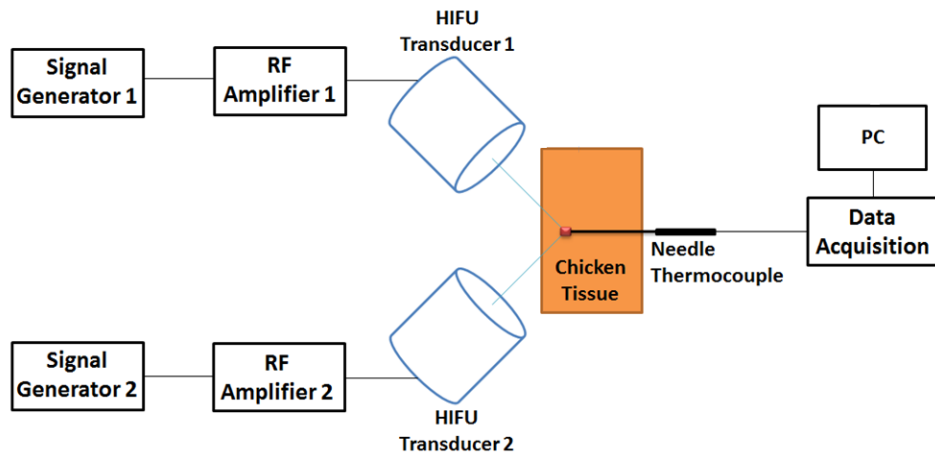 HIFU
Transducer 1
Signal
Generator 1
RF
Amplifier 1
PC
Data
Acquisition
Needle
Thermocouple
Chicken
Tissue
Signal
Generator 2
RF
Amplifier 2
HIFU
Transducer 2